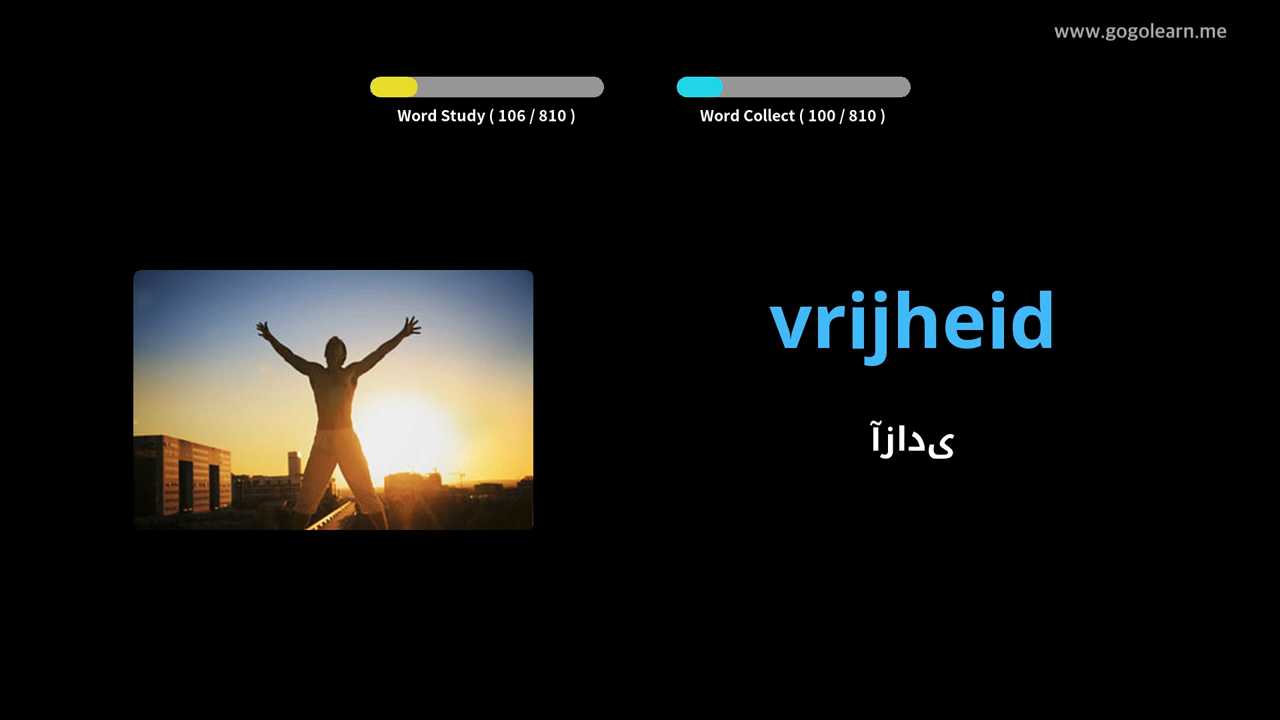 www.gogolearn.me
Word Study ( 106 / 810 )
Word Collect ( 100 / 810 )
vrijheid
آزادی